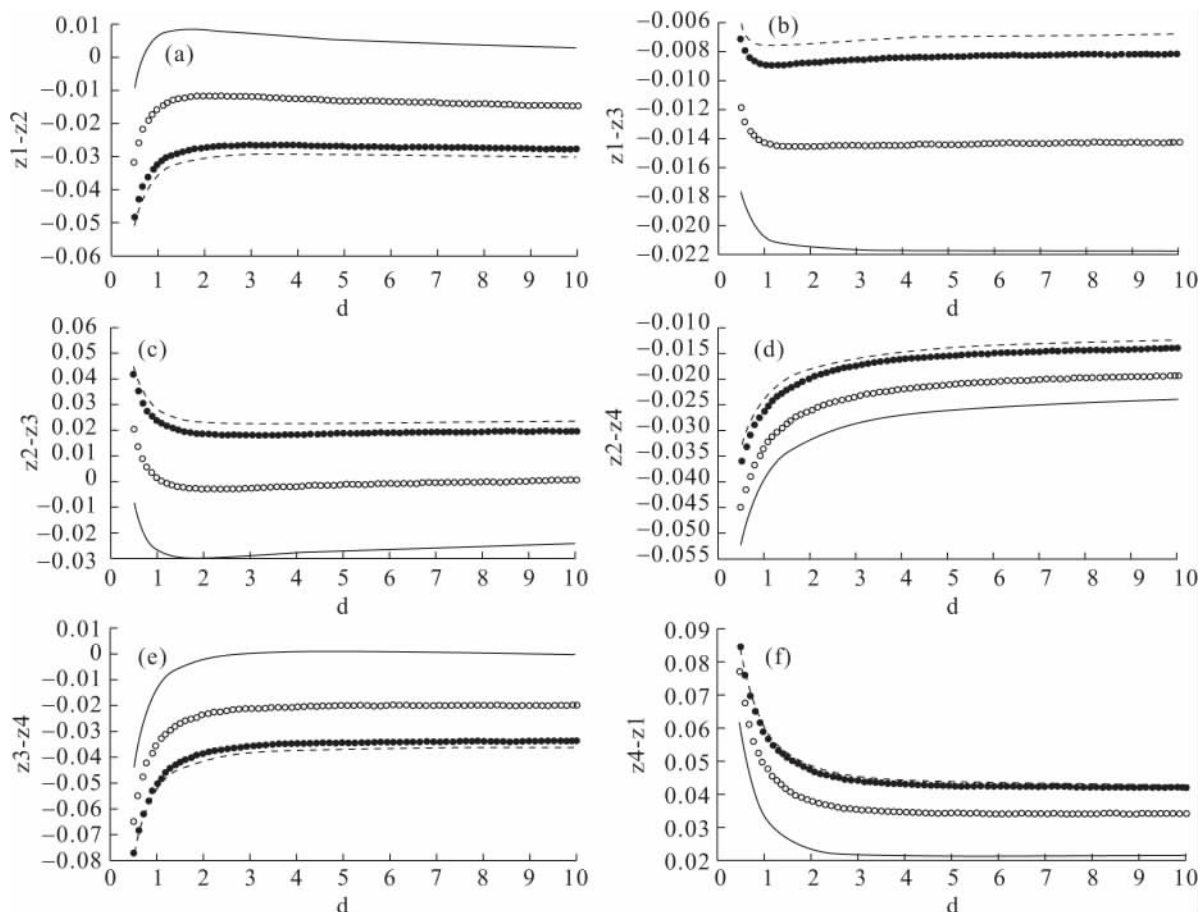 0.01
0
−0.01
−0.02
−0.03
−0.04
−0.05
−0.06
z1-z2
(a)
0 1 2 3 4 5 6 7 8 9 10
d
−0.006
−0.008
−0.010
−0.012
−0.014
−0.016
−0.018
−0.020
−0.022
z1-z3
(b)
0 1 2 3 4 5 6 7 8 9 10
d
0.06
0.05
0.04
0.03
0.02
0.01
0
−0.01
−0.02
−0.03
z2-z3
(c)
0 1 2 3 4 5 6 7 8 9 10
d
−0.010
−0.015
−0.020
−0.025
−0.030
−0.035
−0.040
−0.045
−0.050
−0.055
z2-z4
(d)
0 1 2 3 4 5 6 7 8 9 10
d
0.01
0
−0.01
−0.02
−0.03
−0.04
−0.05
−0.06
−0.07
−0.08
z3-z4
(e)
0 1 2 3 4 5 6 7 8 9 10
d
0.09
0.08
0.07
0.06
0.05
0.04
0.03
0.02
z4-z1
(f)
0 1 2 3 4 5 6 7 8 9 10
d